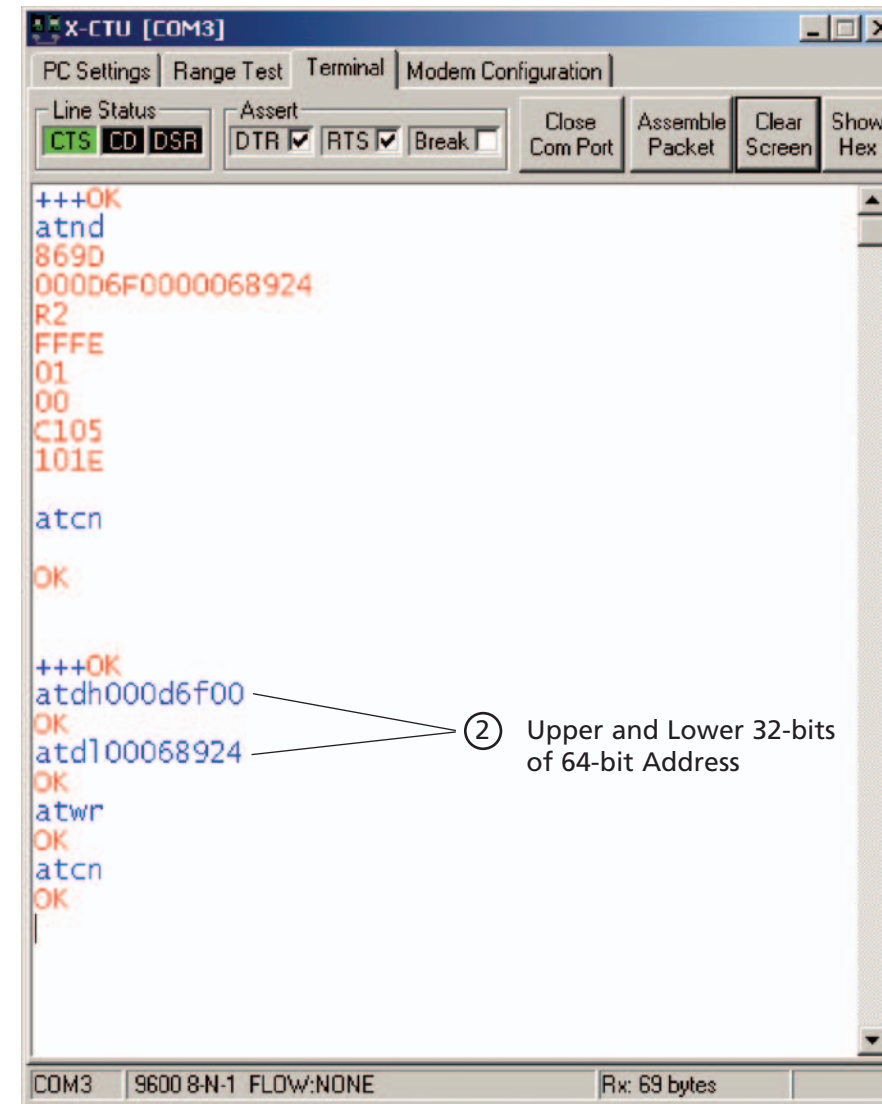 X-CTU [COM3]
PC Settings Range Test Terminal Modem Configuration
Line Status Assert
CTS CD DSR DTR RTS Break
Close Com Port
Assemble Packet
Clear Screen
Show Hex
+++OK
atnd
869D
000D6F0000068924
R2
FFFE
01
00
C105
101E
atcn
OK
+++OK
atdh000d6f00
OK
atdl00068924
OK
atwr
OK
atcn
OK
2 Upper and Lower 32-bits
of 64-bit Address
COM3 9600 8-N-1 FLOW:NONE Rx: 69 bytes